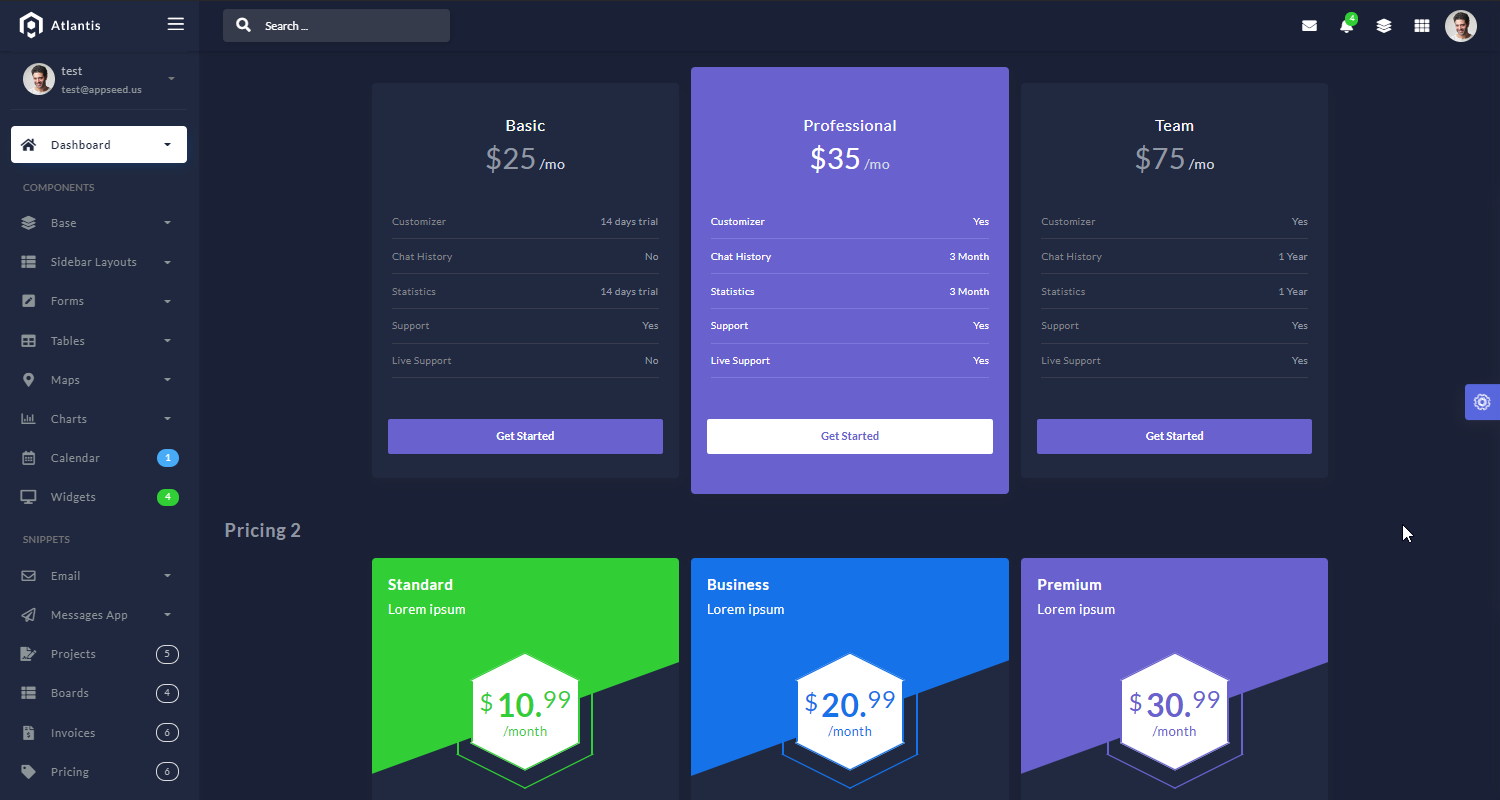 Atlantis
Search ...
4
test
test@appseed.us
Dashboard
COMPONENTS
Base
Sidebar Layouts
Forms
Tables
Maps
Charts
Calendar 1
Widgets 4
SNIPPETS
Email
Messages App
Projects 5
Boards 4
Invoices 6
Pricing 6
Basic
$25 /mo
Customizer 14 days trial
Chat History No
Statistics 14 days trial
Support Yes
Live Support No
Get Started
Professional
$35 /mo
Customizer Yes
Chat History 3 Month
Statistics 3 Month
Support Yes
Live Support Yes
Get Started
Team
$75 /mo
Customizer Yes
Chat History 1 Year
Statistics 1 Year
Support Yes
Live Support Yes
Get Started
Pricing 2
Standard
Lorem ipsum
$ 10.99
/month
Business
Lorem ipsum
$ 20.99
/month
Premium
Lorem ipsum
$ 30.99
/month